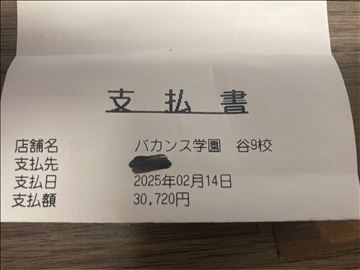 支払書
店舗名 バカンス学園 谷9校
支払先
支払日 2025年02月14日
支払額 30,720円